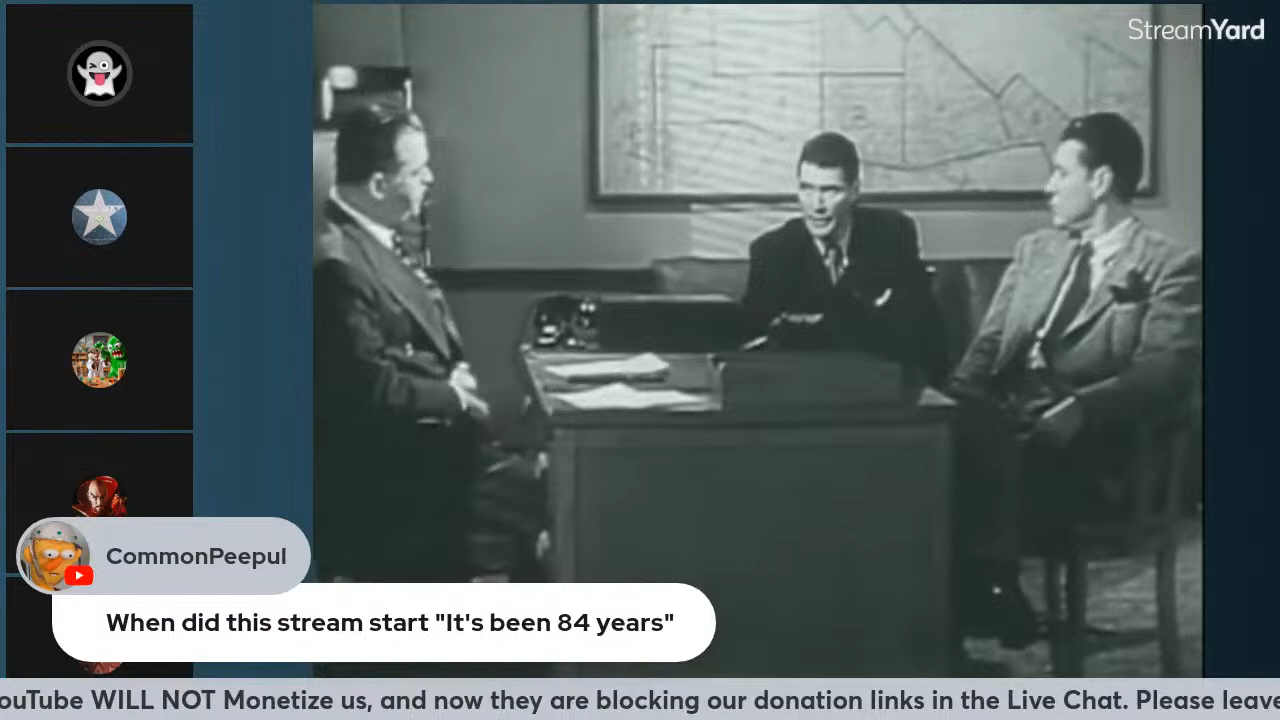 StreamYard
CommonPeepul
When did this stream start "It's been 84 years"
ouTube WILL NOT Monetize us, and now they are blocking our donation links in the Live Chat. Please leave